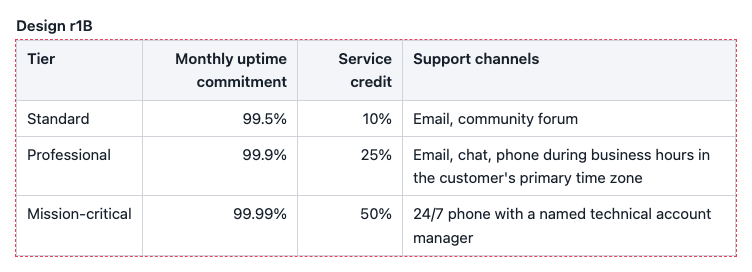 Design r1B
Tier Monthly uptime commitment Service credit Support channels
Standard 99.5% 10% Email, community forum
Professional 99.9% 25% Email, chat, phone during business hours in
the customer's primary time zone
Mission-critical 99.99% 50% 24/7 phone with a named technical account
manager